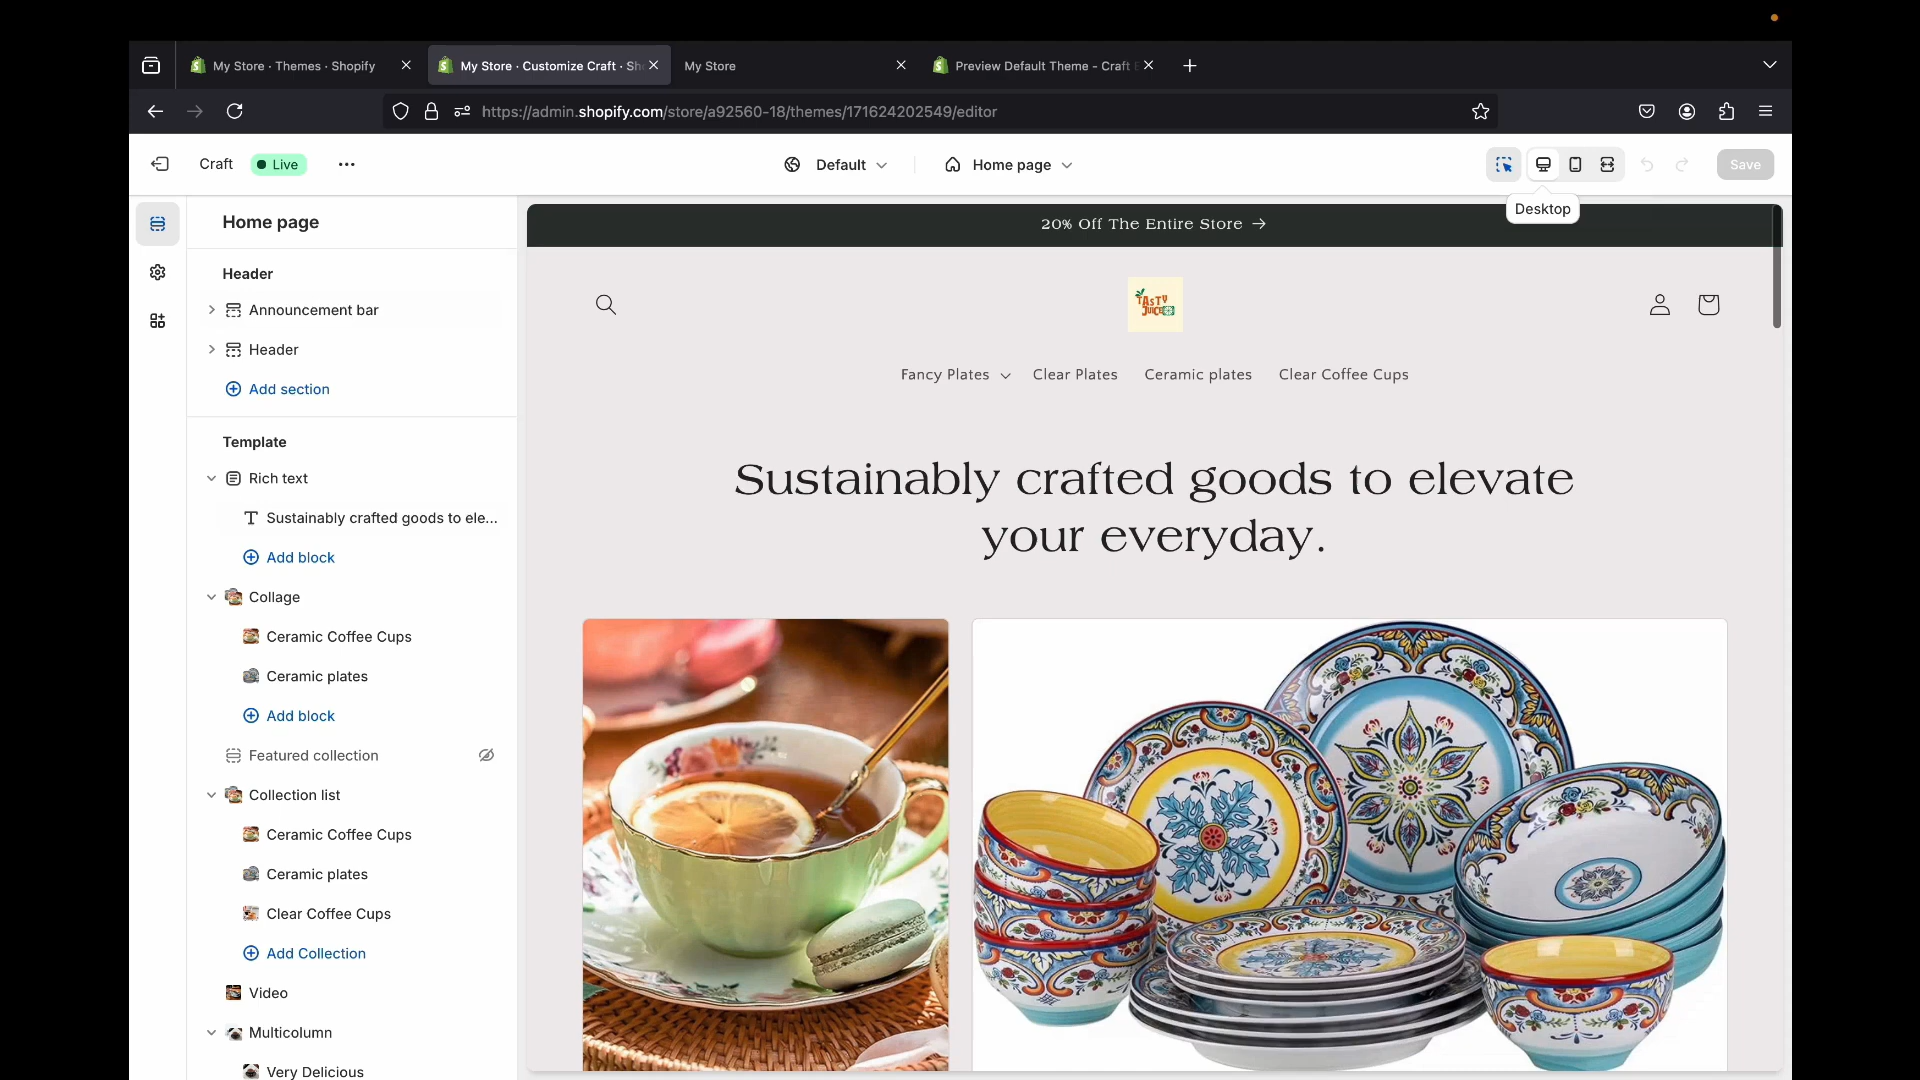 My Store · Themes · Shopify
My Store · Customize Craft · Sh
My Store
Preview Default Theme - Craft
https://admin.shopify.com/store/a92560-18/themes/171624202549/editor
Craft
Live
Default
Home page
Save
Desktop
Home page
Header
Announcement bar
Header
Add section
Template
Rich text
Sustainably crafted goods to ele...
Add block
Collage
Ceramic Coffee Cups
Ceramic plates
Add block
Featured collection
Collection list
Ceramic Coffee Cups
Ceramic plates
Clear Coffee Cups
Add Collection
Video
Multicolumn
Very Delicious
20% Off The Entire Store →
TASTY
JUICE
Fancy Plates
Clear Plates
Ceramic plates
Clear Coffee Cups
Sustainably crafted goods to elevate
your everyday.